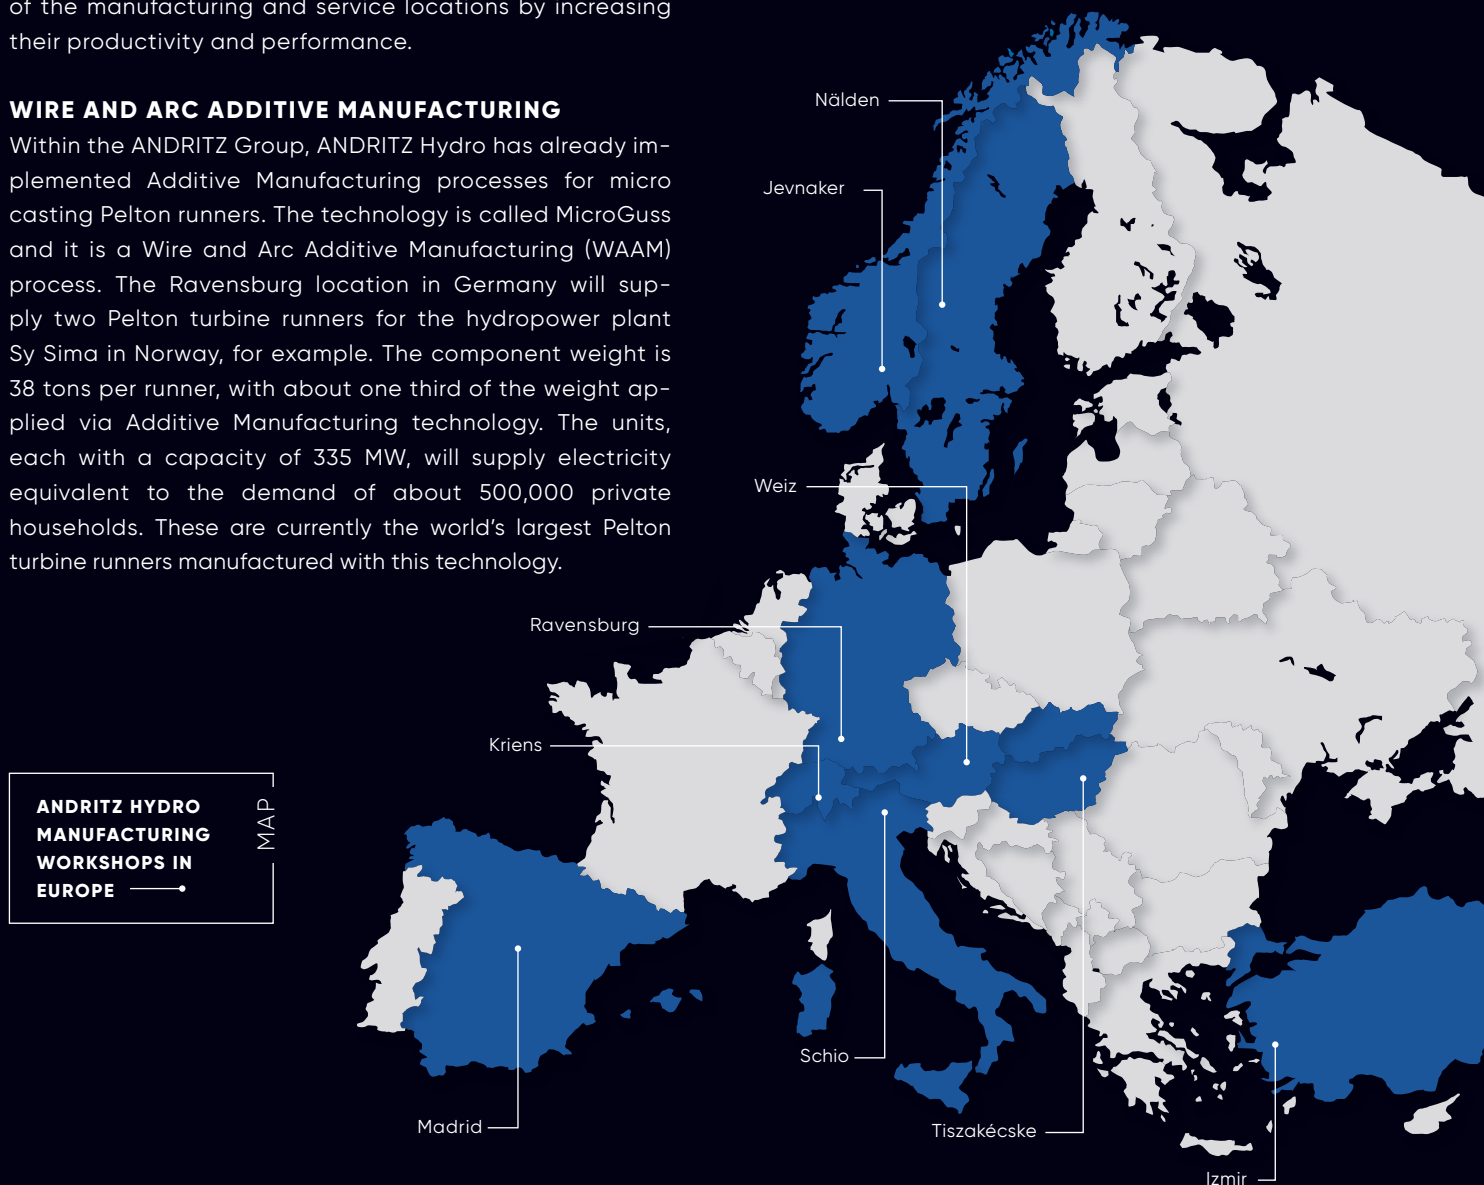 of the manufacturing and service locations by increasing
their productivity and performance.
WIRE AND ARC ADDITIVE MANUFACTURING
Within the ANDRITZ Group, ANDRITZ Hydro has already im-
plemented Additive Manufacturing processes for micro
casting Pelton runners. The technology is called MicroGuss
and it is a Wire and Arc Additive Manufacturing (WAAM)
process. The Ravensburg location in Germany will sup-
ply two Pelton turbine runners for the hydropower plant
Sy Sima in Norway, for example. The component weight is
38 tons per runner, with about one third of the weight ap-
plied via Additive Manufacturing technology. The units,
each with a capacity of 335 MW, will supply electricity
equivalent to the demand of about 500,000 private
households. These are currently the world's largest Pelton
turbine runners manufactured with this technology.
Nälden
Jevnaker
Weiz
Ravensburg
Kriens
ANDRITZ HYDRO
MANUFACTURING
WORKSHOPS IN
EUROPE
MAP
Schio
Madrid
Tiszakécske
Izmir